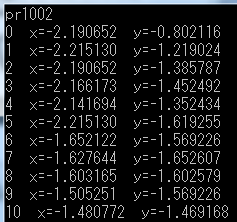 pr1002
0 x=-2.190652 y=-0.802116
1 x=-2.215130 y=-1.219024
2 x=-2.190652 y=-1.385787
3 x=-2.166173 y=-1.452492
4 x=-2.141694 y=-1.352434
5 x=-2.215130 y=-1.619255
6 x=-1.652122 y=-1.569226
7 x=-1.627644 y=-1.652607
8 x=-1.603165 y=-1.602579
9 x=-1.505251 y=-1.569226
10 x=-1.480772 y=-1.469168